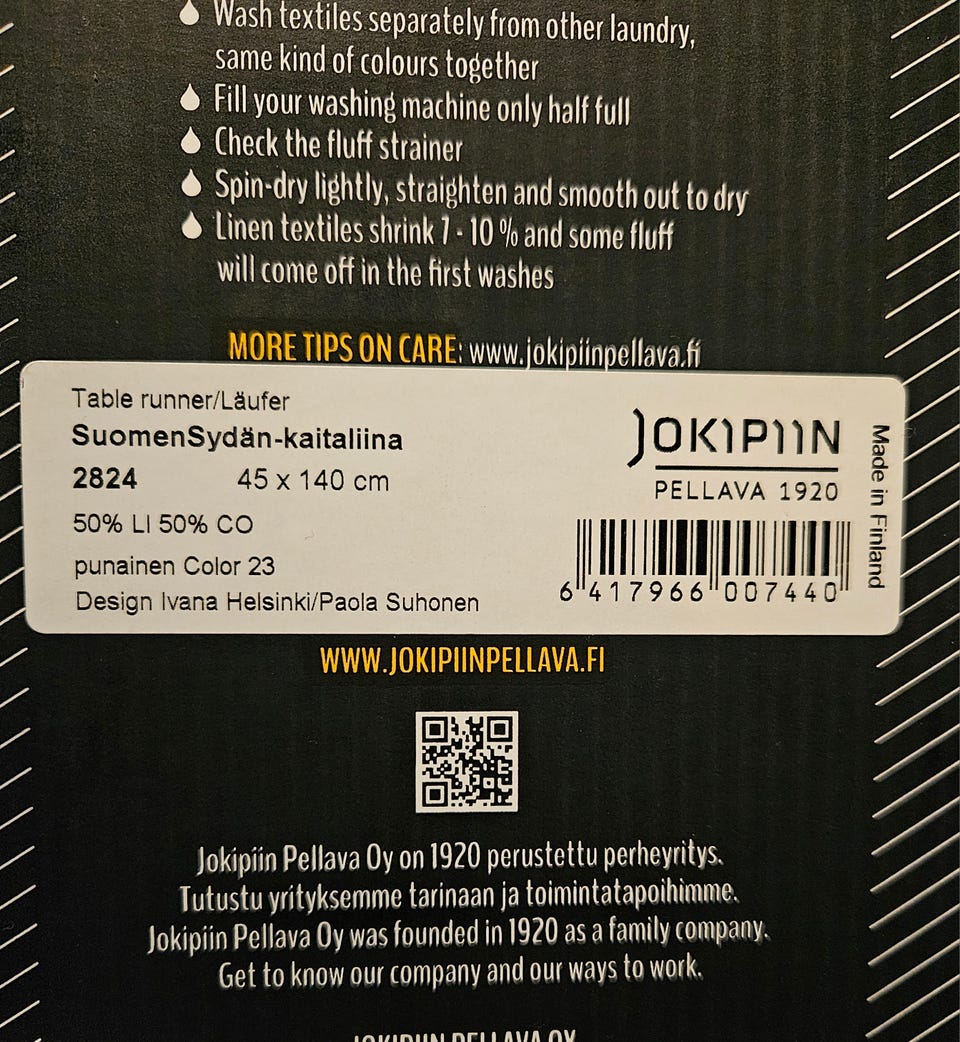 Wash textiles separately from other laundry,
same kind of colours together
Fill your washing machine only half full
Check the fluff strainer
Spin-dry lightly, straighten and smooth out to dry
Linen textiles shrink 7 - 10 % and some fluff
will come off in the first washes
MORE TIPS ON CARE: www.jokipiinpellava.fi
Table runner/Läufer
SuomenSydän-kaitaliina
2824 45 x 140 cm
50% LI 50% CO
punainen Color 23
Design Ivana Helsinki/Paola Suhonen
JOKIPIIN
PELLAVA 1920
6 417966 007440
Made in Finland
WWW.JOKIPIINPELLAVA.FI
Jokipiin Pellava Oy on 1920 perustettu perheyritys.
Tutustu yrityksemme tarinaan ja toimintatapoihimme.
Jokipiin Pellava Oy was founded in 1920 as a family company.
Get to know our company and our ways to work.
JOKIPIIN PELLAVA OY